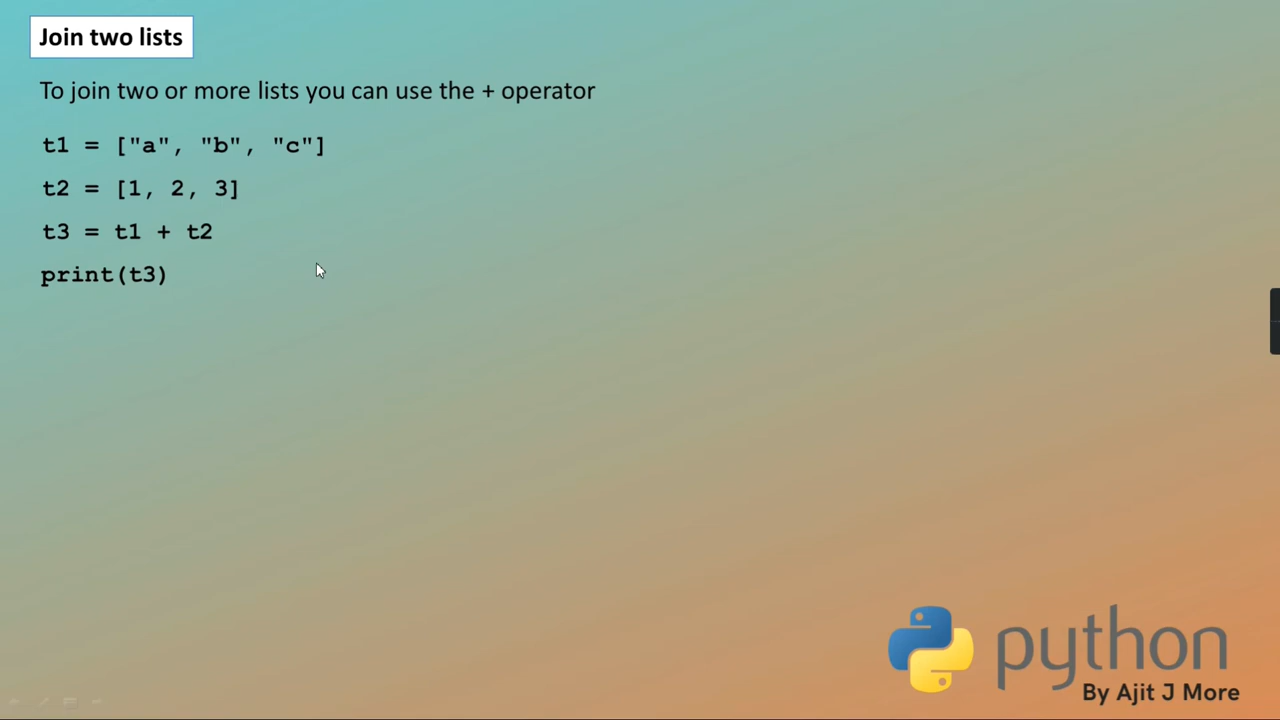 Join two lists
To join two or more lists you can use the + operator
t1 = ["a", "b", "c"]
t2 = [1, 2, 3]
t3 = t1 + t2
print(t3)
python
By Ajit J More